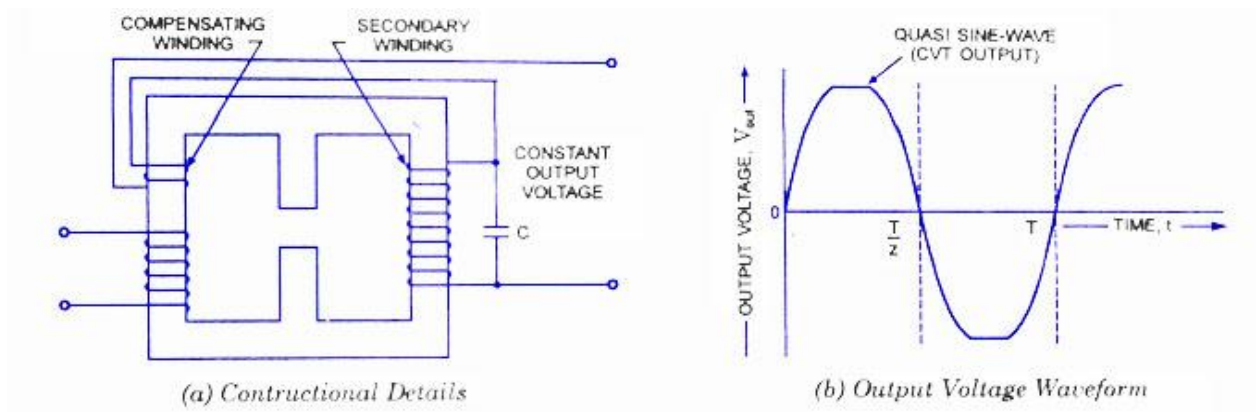 COMPENSATING
WINDING
SECONDARY
WINDING
CONSTANT
OUTPUT
VOLTAGE
C
(a) Contructional Details
QUASI SINE-WAVE
(CVT OUTPUT)
OUTPUT VOLTAGE, Vout
0
T
z
T
TIME, t
(b) Output Voltage Waveform